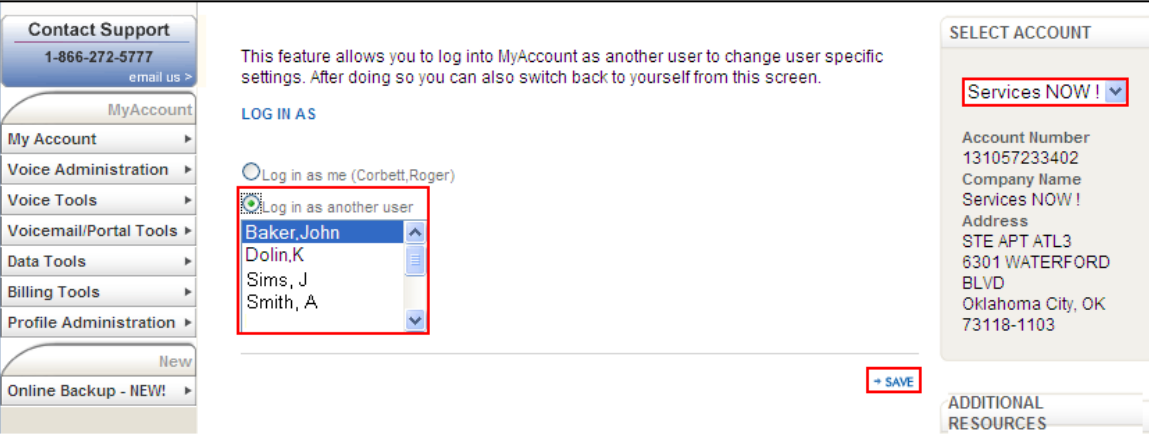 Contact Support
1-866-272-5777
email us >
MyAccount
My Account
Voice Administration
Voice Tools
Voicemail/Portal Tools
Data Tools
Billing Tools
Profile Administration
New
Online Backup - NEW!
This feature allows you to log into MyAccount as another user to change user specific
settings. After doing so you can also switch back to yourself from this screen.
LOG IN AS
Log in as me (Corbett,Roger)
Log in as another user
Baker,John
Dolin,K
Sims, J
Smith, A
SAVE
SELECT ACCOUNT
Services NOW !
Account Number
131057233402
Company Name
Services NOW !
Address
STE APT ATL3
6301 WATERFORD
BLVD
Oklahoma City, OK
73118-1103
ADDITIONAL
RESOURCES